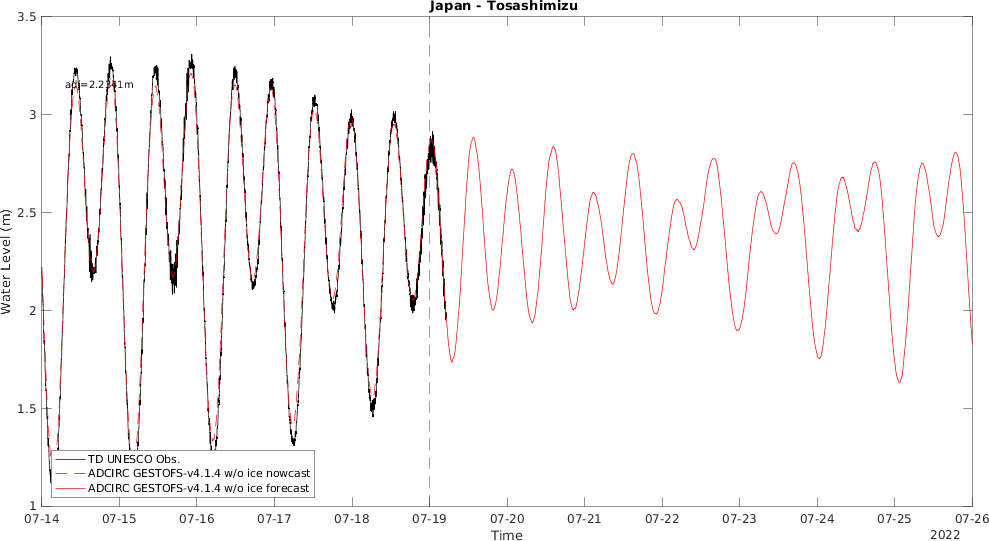 Japan - Tosashimizu
3.5
3
2.5
2
1.5
1
Water Level (m)
adj=2.2341m
TD UNESCO Obs.
ADCIRC GESTOFS-v4.1.4 w/o ice nowcast
ADCIRC GESTOFS-v4.1.4 w/o ice forecast
07-14 07-15 07-16 07-17 07-18 07-19 07-20 07-21 07-22 07-23 07-24 07-25 07-26
Time
2022